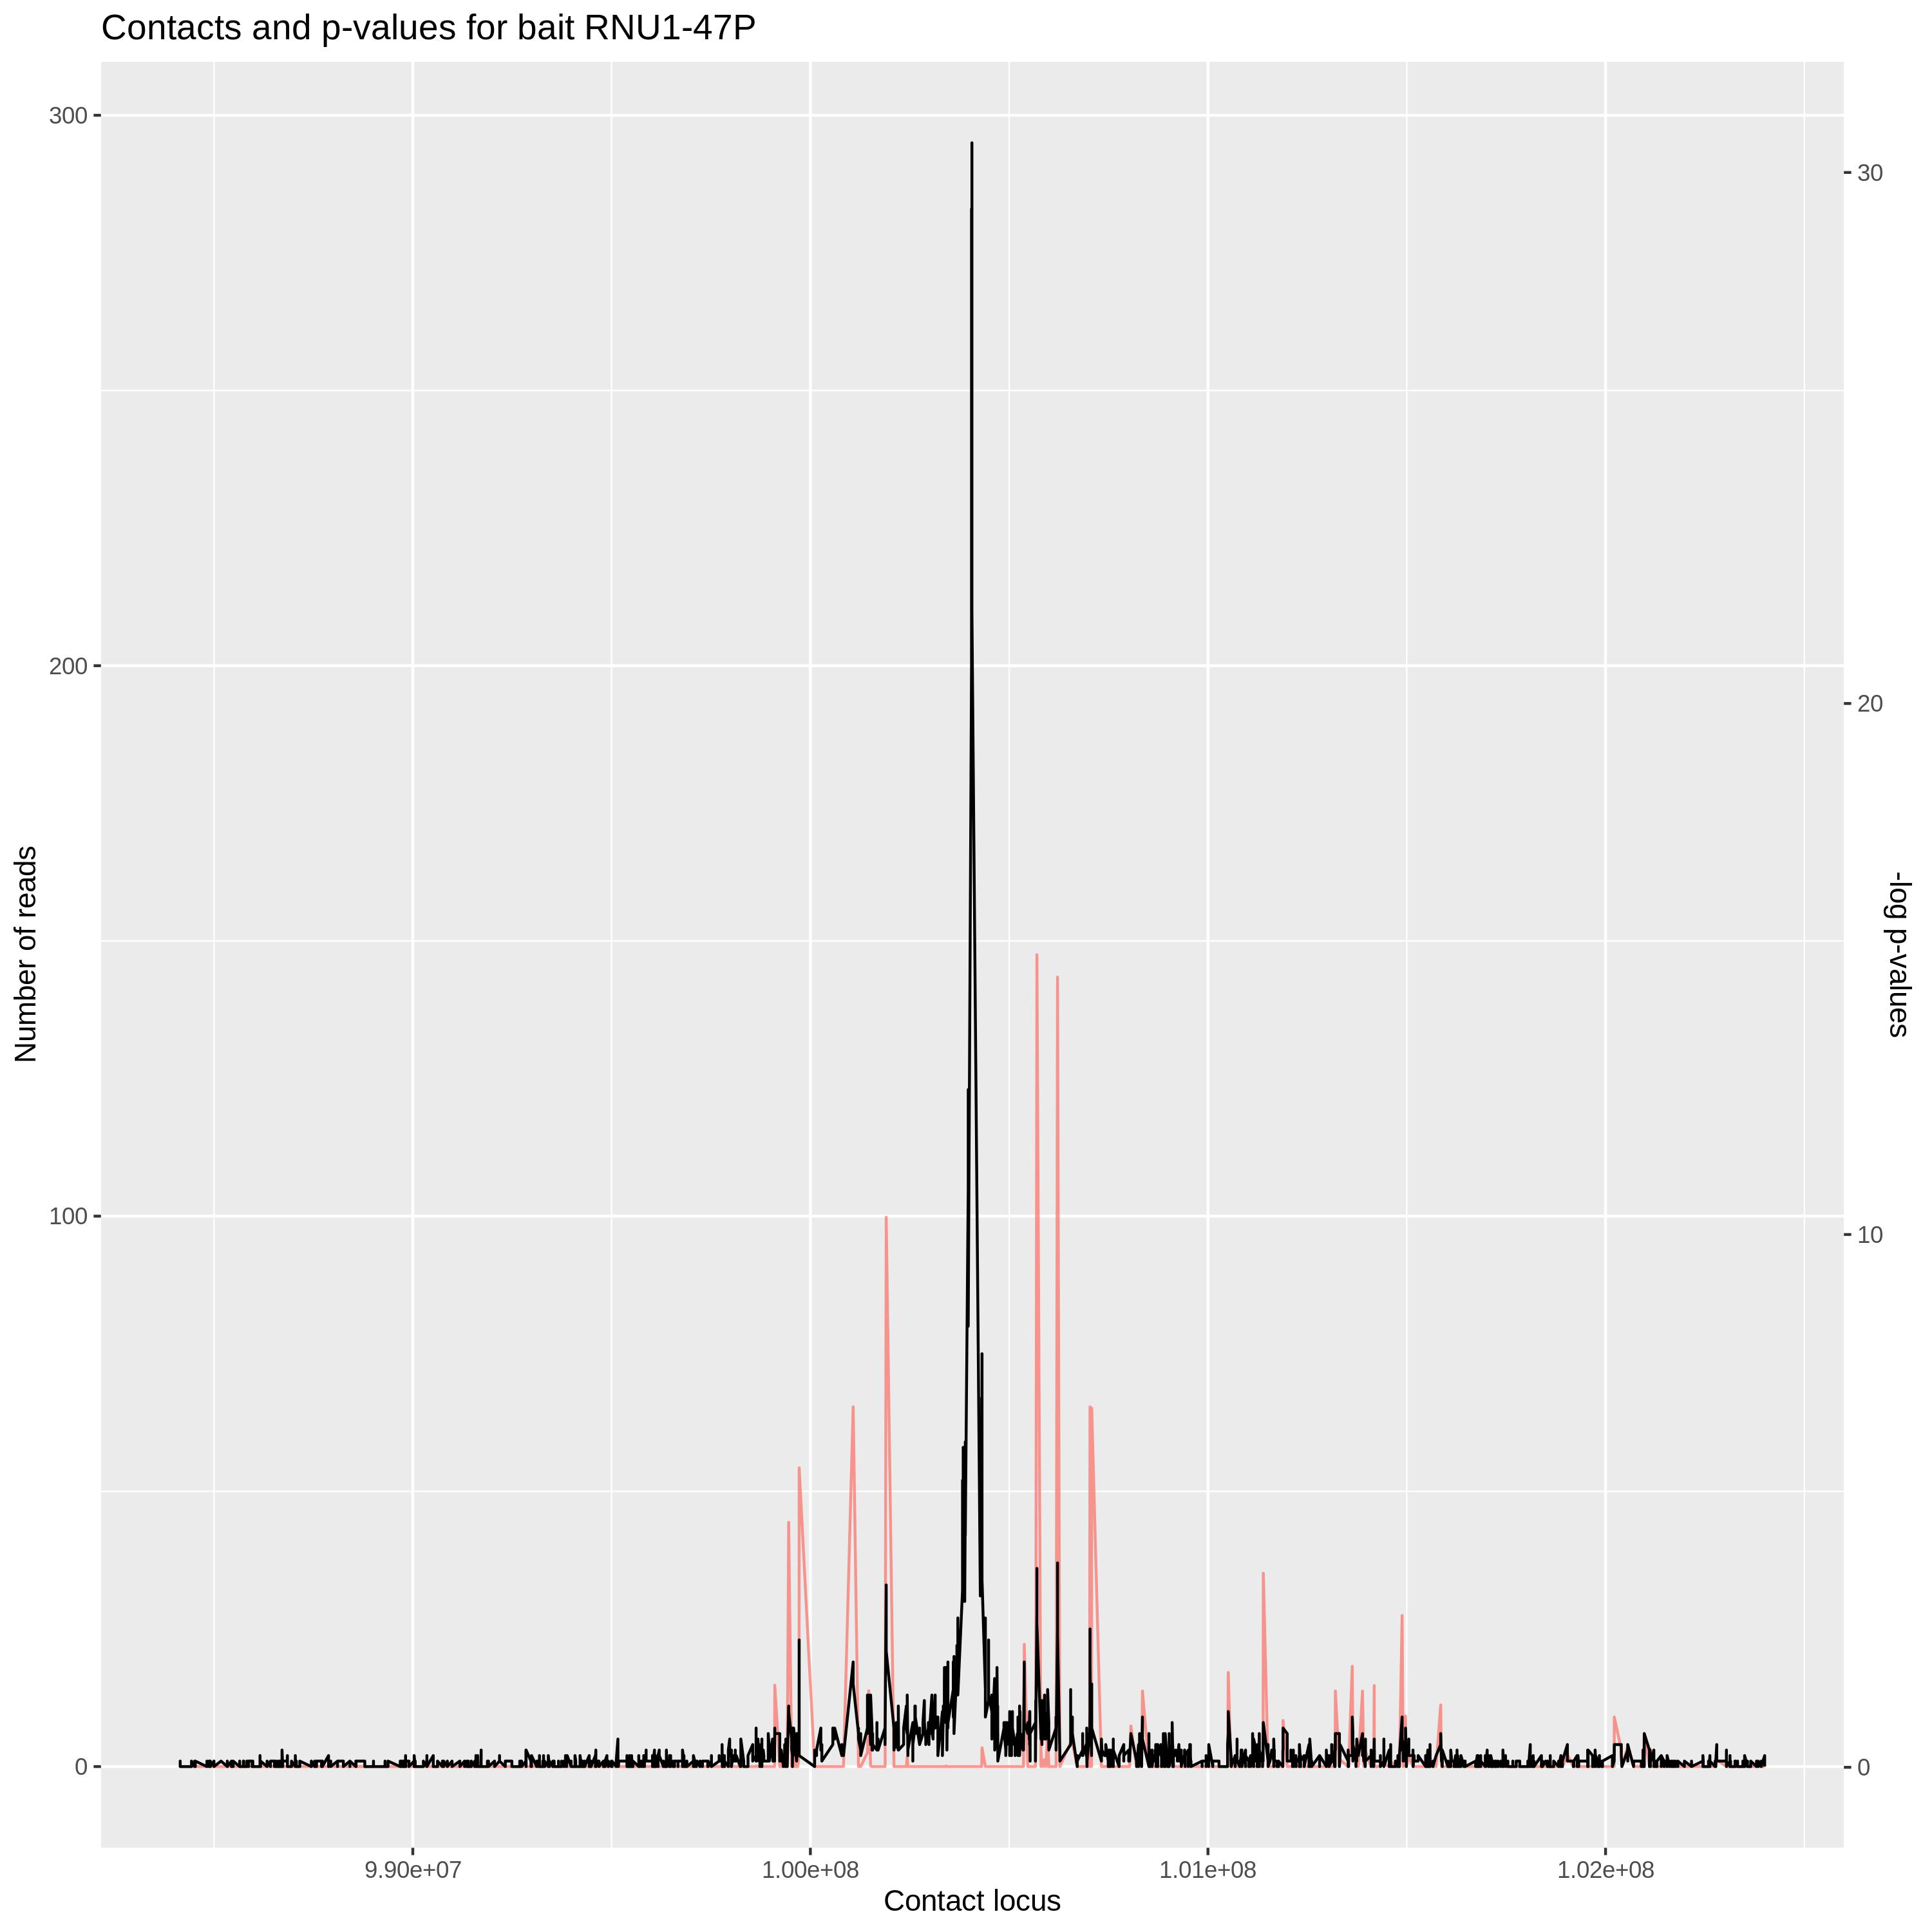 Contacts and p-values for bait RNU1-47P
300
200
100
0
Number of reads
30
20
10
0
-log p-values
9.90e+07
1.00e+08
1.01e+08
1.02e+08
Contact locus